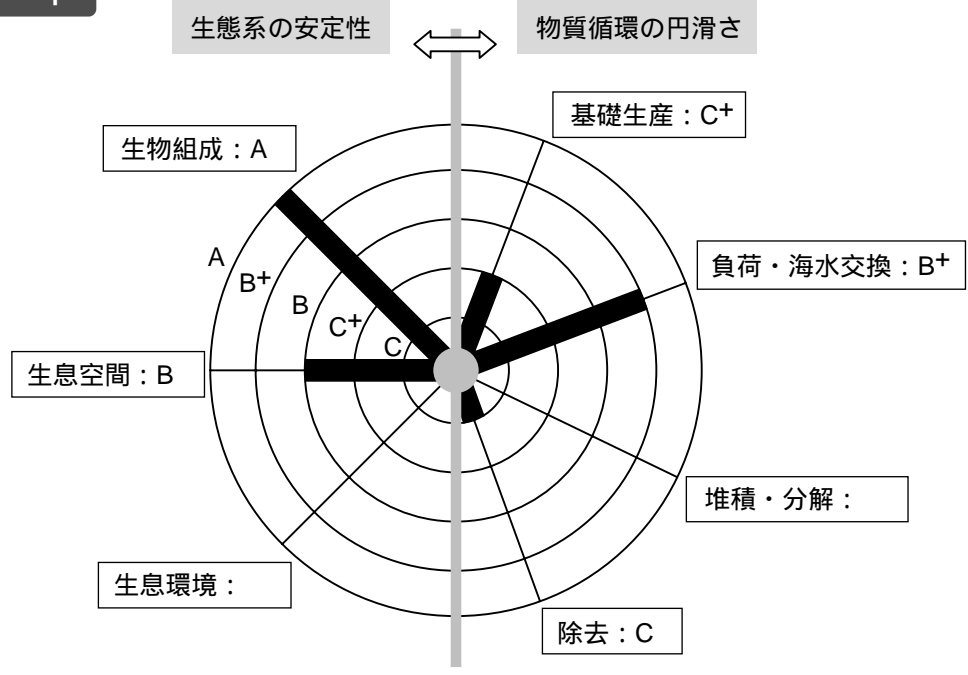 生態系の安定性
物質循環の円滑さ
基礎生産：C+
生物組成：A
A
B+
B
C+
C
負荷・海水交換：B+
生息空間：B
堆積・分解：
生息環境：
除去：C